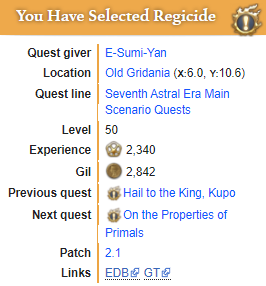 You Have Selected Regicide
Quest giver E-Sumi-Yan
Location Old Gridania (X:6.0, Y:10.6)
Quest line Seventh Astral Era Main
Scenario Quests
Level 50
Experience 2,340
Gil 2,842
Previous quest Hail to the King, Kupo
Next quest On the Properties of
Primals
Patch 2.1
Links EDB GT